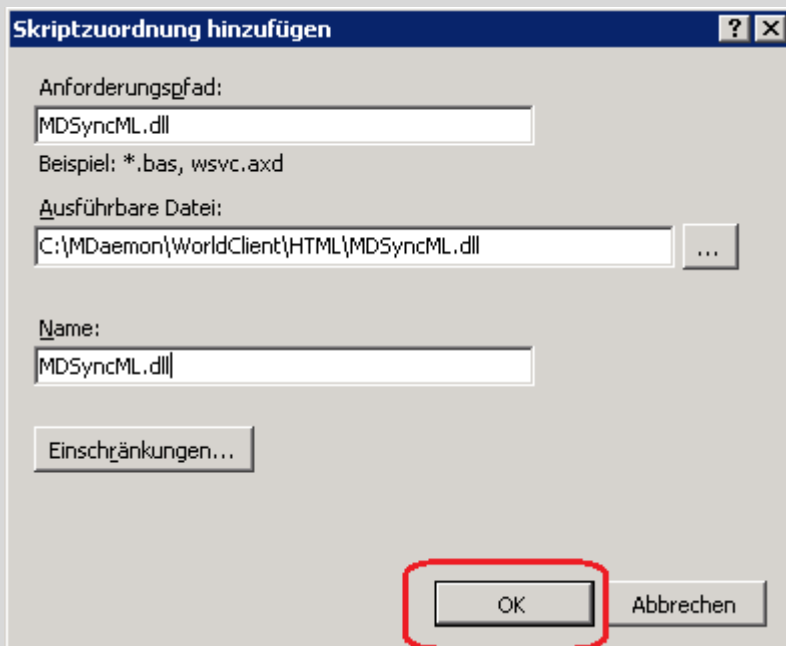 Skriptzuordnung hinzufügen
Anforderungspfad:
MDSyncML.dll
Beispiel: *.bas, wsvc.axd
Ausführbare Datei:
C:\MDaemon\WorldClient\HTML\MDSyncML.dll
...
Name:
MDSyncML.dll
Einschränkungen...
OK
Abbrechen